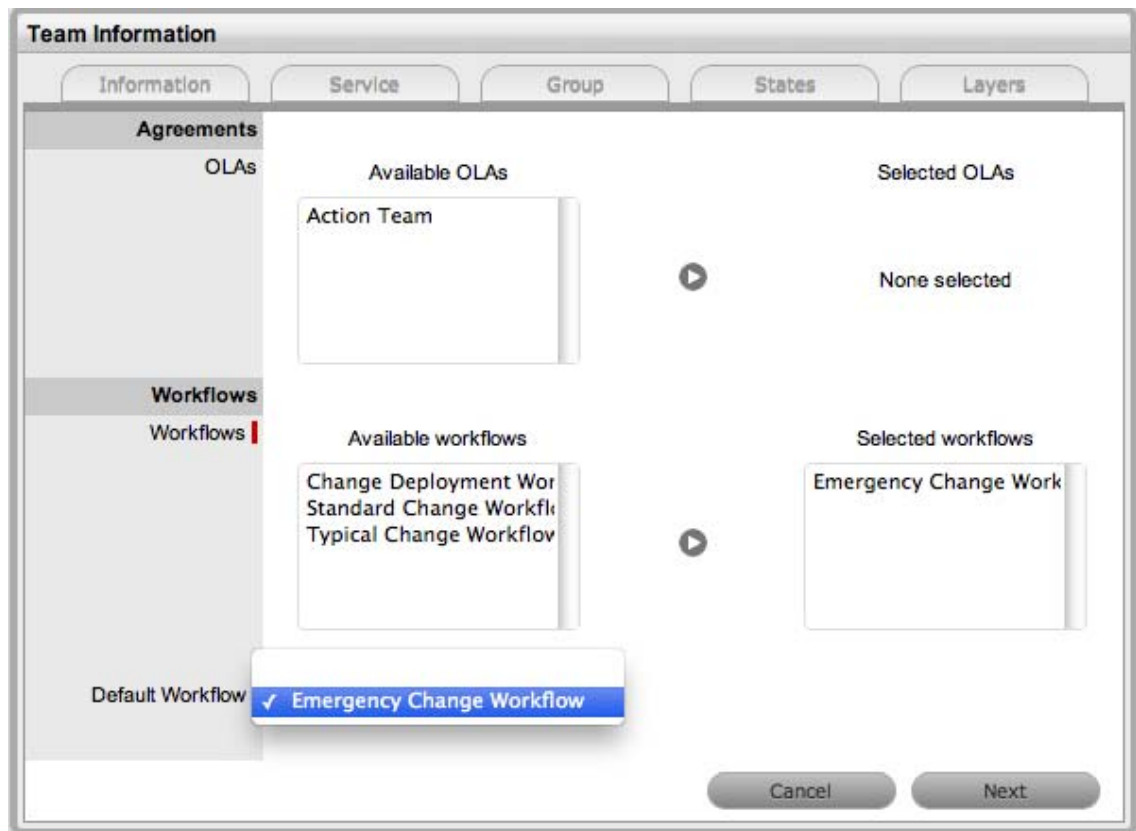 Team Information
Information Service Group States Layers
Agreements
OLAs
Available OLAs
Selected OLAs
Action Team
None selected
Workflows
Workflows
Available workflows
Selected workflows
Change Deployment Wor
Standard Change Workfl
Typical Change Workflow
Emergency Change Work
Default Workflow
✓ Emergency Change Workflow
Cancel Next